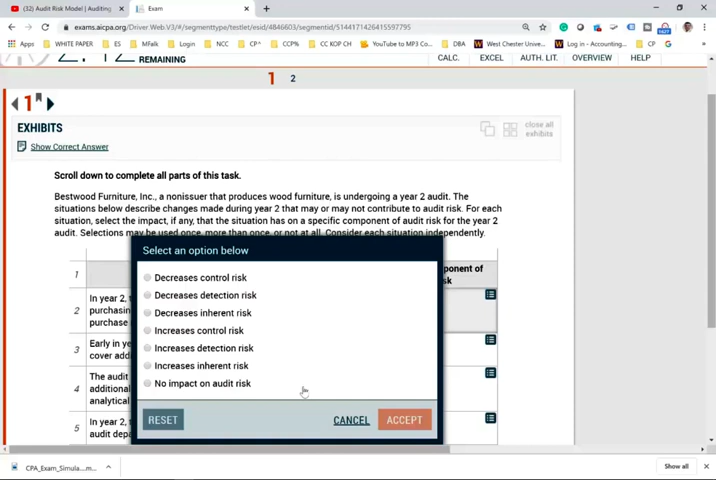 (32) Audit Risk Model | Auditing
Exam
exams.aicpa.org/Driver.Web.V3/#/segmenttype/testlet/esid/4846603/segmentid/5144171426151597795
Apps
WHITE PAPER
ES
MFalk
Login
NCC
CP^
CCP%
CC KOP CH
YouTube to MP3 Co...
DBA
West Chester Unive...
Log in - Accounting...
CP
REMAINING
CALC.
EXCEL
AUTH. LIT.
OVERVIEW
HELP
1 2
1
EXHIBITS
close all
exhibits
Show Correct Answer
Scroll down to complete all parts of this task.
Bestwood Furniture, Inc., a nonissuer that produces wood furniture, is undergoing a year 2 audit. The
situations below describe changes made during year 2 that may or may not contribute to audit risk. For each
situation, select the impact, if any, that the situation has on a specific component of audit risk for the year 2
audit. Selections may be used once, more than once, or not at all. Consider each situation independently.
Select an option below
Decreases control risk
Decreases detection risk
Decreases inherent risk
Increases control risk
Increases detection risk
Increases inherent risk
No impact on audit risk
RESET
CANCEL
ACCEPT
1
2
In year 2,
purchasin
purchase
3
Early in ye
cover add
4
The audit
additional
analytical
5
In year 2,
audit depa
ponent of
sk
CPA_Exam_Simula....m...
Show all